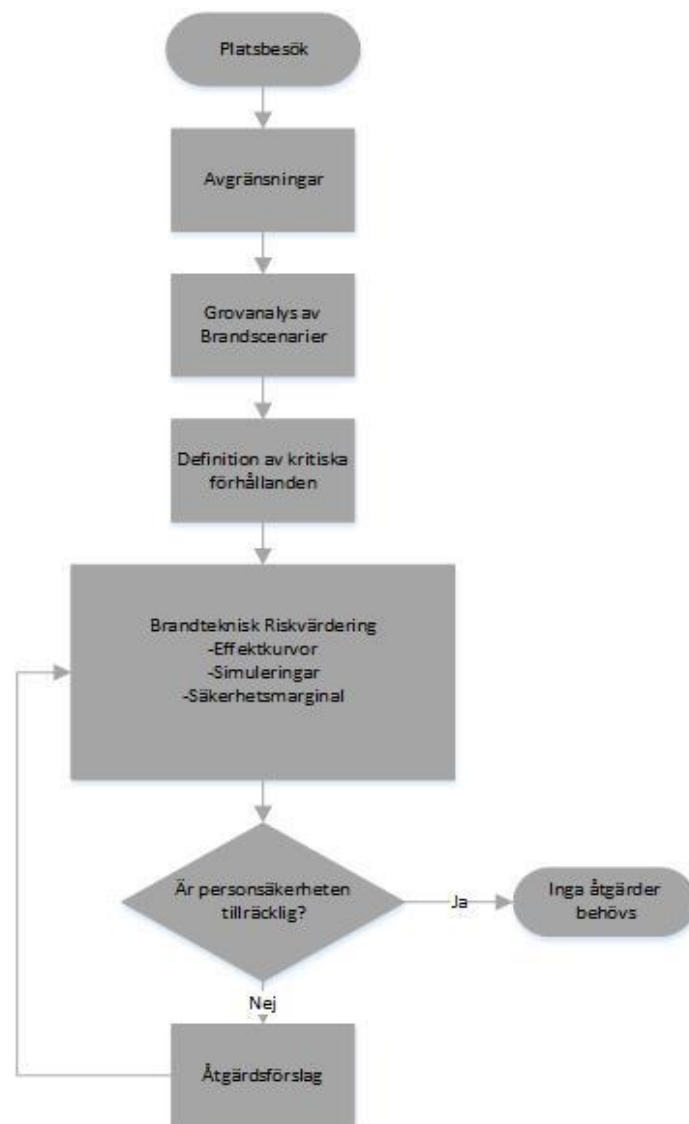 Platsbesök
Avgränsningar
Grovanalys av
Brandscenarier
Definition av kritiska
förhållanden
Brandteknisk Riskvärdering
-Effektkurvor
-Simuleringar
-Säkerhetsmarginal
Är personsäkerheten
tillräcklig?
Ja
Inga åtgärder
behövs
Nej
Åtgärdsförslag